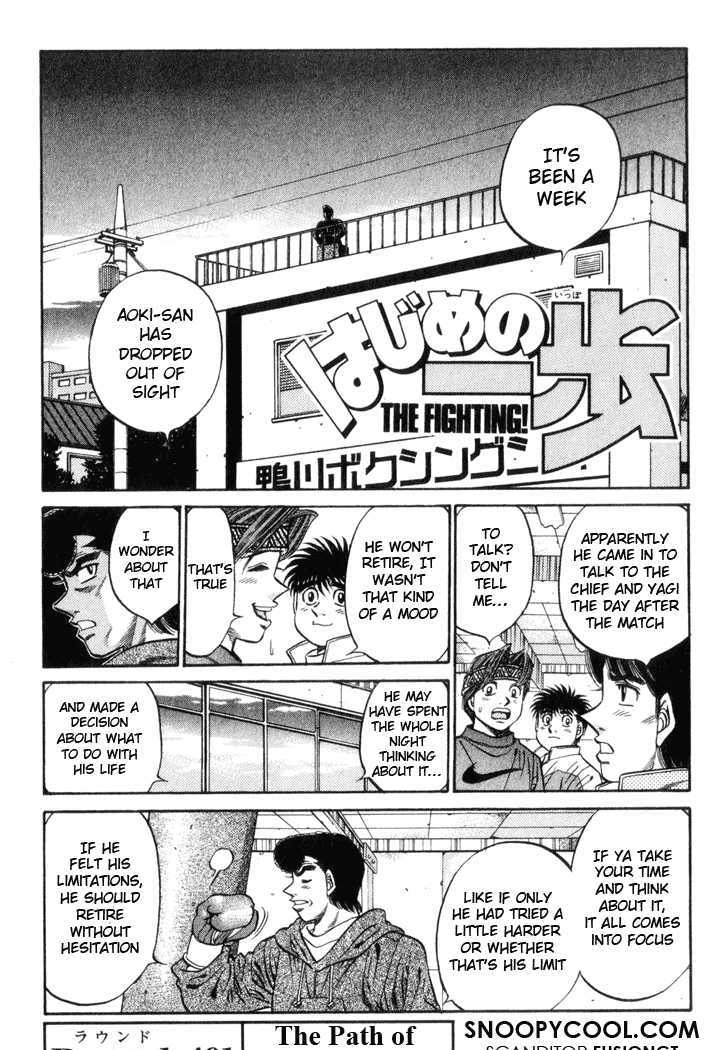 IT'S
BEEN A
WEEK
AOKI-SAN
HAS
DROPPED
OUT OF
SIGHT
いっぽ
はじめの一歩
THE FIGHTING!
鴨川ボクシングジ
APPARENTLY
HE CAME IN TO
TALK TO THE
CHIEF AND YAGI
THE DAY AFTER
THE MATCH
TO
TALK?
DON'T
TELL
ME...
HE WON'T
RETIRE, IT
WASN'T
THAT KIND
OF A MOOD
THAT'S
TRUE
I
WONDER
ABOUT
THAT
HE MAY
HAVE SPENT
THE WHOLE
NIGHT
THINKING
ABOUT IT...
AND MADE A
DECISION
ABOUT WHAT
TO DO WITH
HIS LIFE
IF YA TAKE
YOUR TIME
AND THINK
ABOUT IT,
IT ALL COMES
INTO FOCUS
LIKE IF ONLY
HE HAD TRIED A
LITTLE HARDER
OR WHETHER
THAT'S HIS LIMIT
IF HE
FELT HIS
LIMITATIONS,
HE SHOULD
RETIRE
WITHOUT
HESITATION
ラウンド
The Path of
SNOOPYCOOL.COM
SCANDITOR FUSIONGT